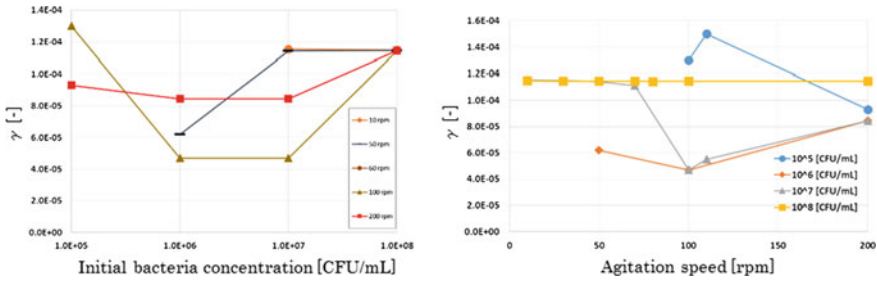 1.4E-04
1.2E-04
1.0E-04
8.0E-05
6.0E-05
4.0E-05
2.0E-05
0.0E+00
γ [-]
1.0E+05
1.0E+06
1.0E+07
1.0E+08
Initial bacteria concentration [CFU/mL]
10 rpm
50 rpm
60 rpm
100 rpm
200 rpm
1.6E-04
1.4E-04
1.2E-04
1.0E-04
8.0E-05
6.0E-05
4.0E-05
2.0E-05
0.0E+00
γ [-]
0
50
100
150
200
Agitation speed [rpm]
10^5 [CFU/mL]
10^6 [CFU/mL]
10^7 [CFU/mL]
10^8 [CFU/mL]